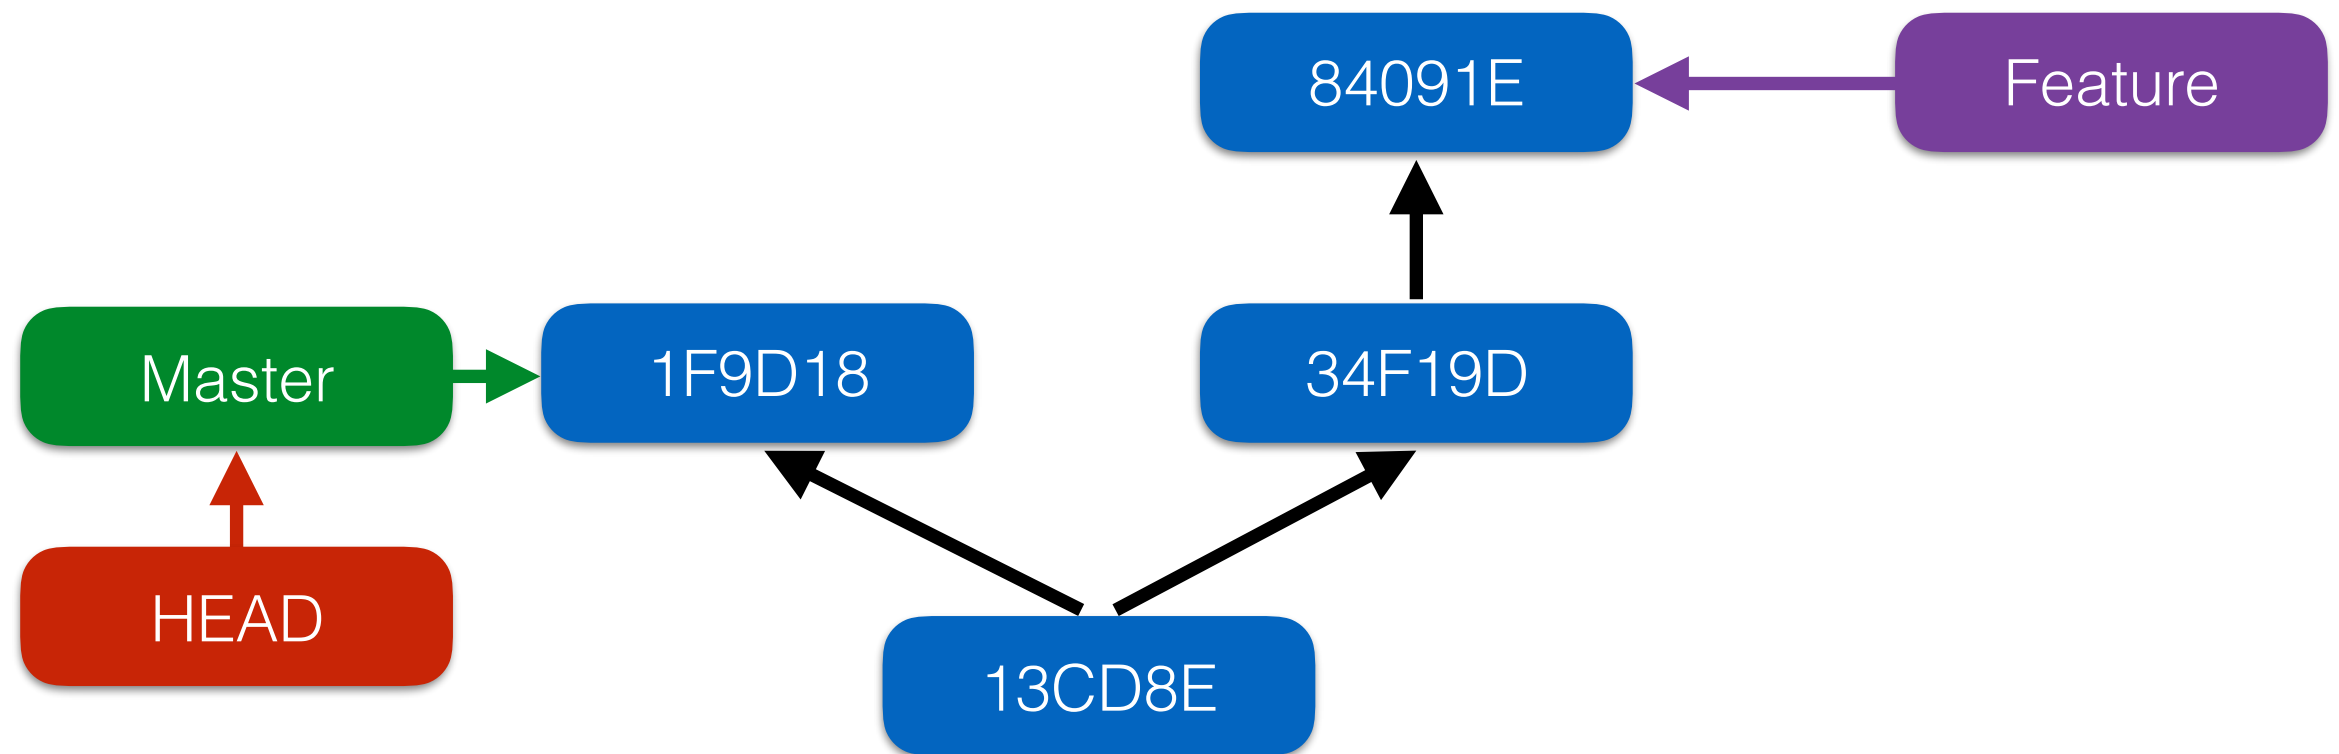 84091E
Feature
Master
1F9D18
34F19D
HEAD
13CD8E